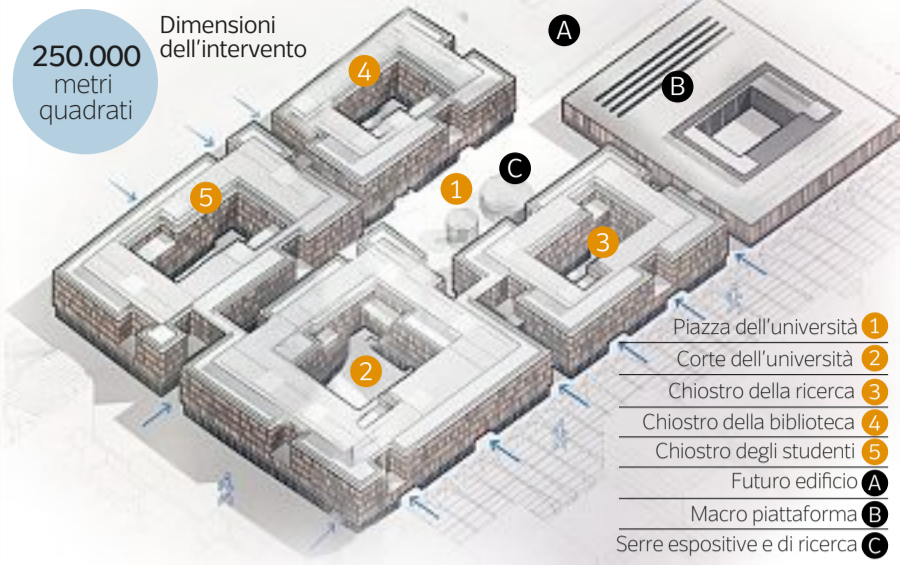 250.000
metri
quadrati
Dimensioni
dell'intervento
A
B
4
C
1
5
3
2
Piazza dell'università 1
Corte dell'università 2
Chiostro della ricerca 3
Chiostro della biblioteca 4
Chiostro degli studenti 5
Futuro edificio A
Macro piattaforma B
Serre espositive e di ricerca C